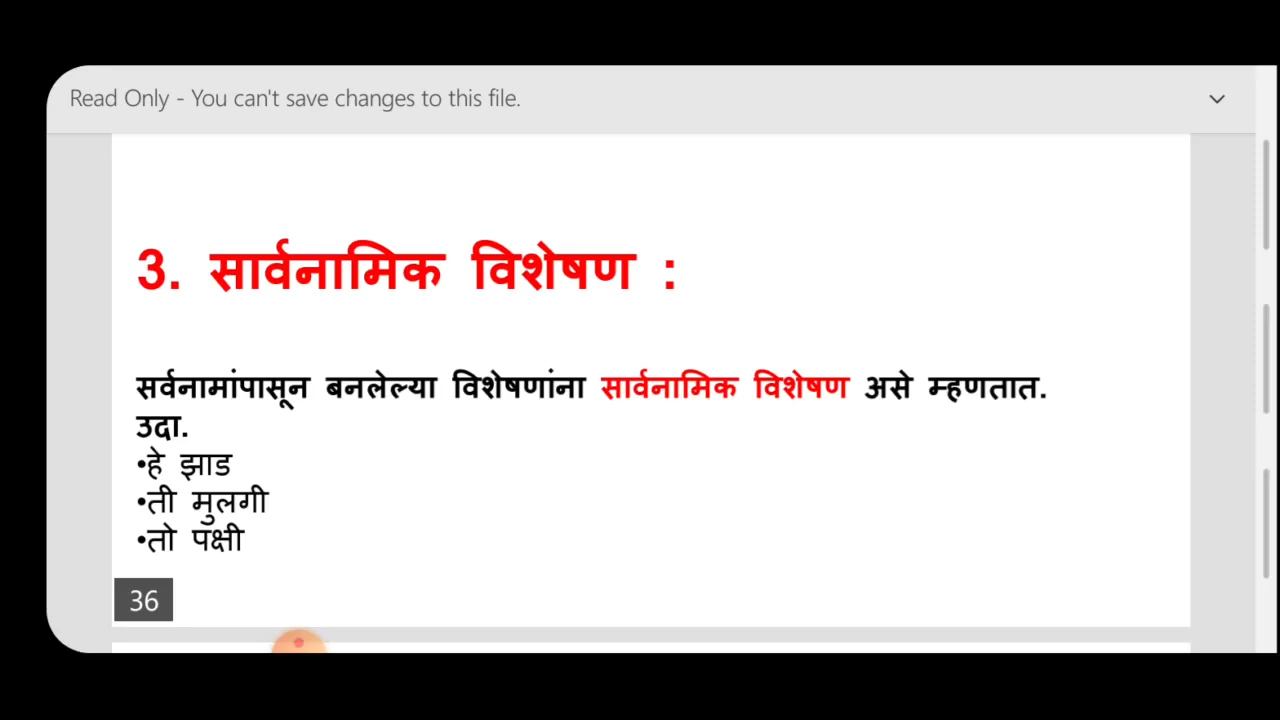 Read Only - You can't save changes to this file.
3. सार्वनामिक विशेषण :
सर्वनामांपासून बनलेल्या विशेषणांना सार्वनामिक विशेषण असे म्हणतात.
उदा.
•हे झाड
•ती मुलगी
•तो पक्षी
36